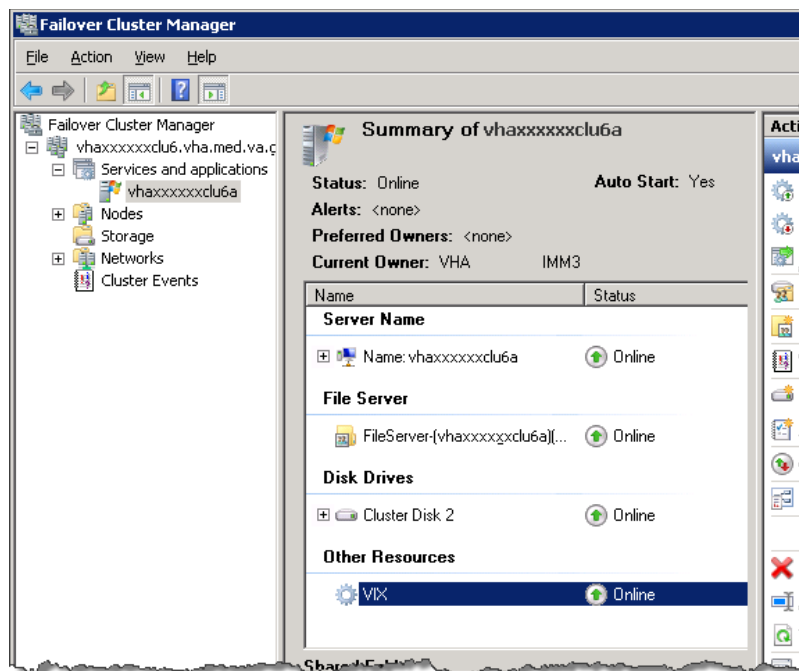 Failover Cluster Manager
File Action View Help
Failover Cluster Manager
vhaxxxxxxclu6.vha.med.va.g
Services and applications
vhaxxxxxxclu6a
Nodes
Storage
Networks
Cluster Events
Summary of vhaxxxxxxclu6a
Status: Online Auto Start: Yes
Alerts: <none>
Preferred Owners: <none>
Current Owner: VHA IMM3
Name Status
Server Name
Name: vhaxxxxxxclu6a Online
File Server
FileServer-(vhaxxxxxxclu6a)(... Online
Disk Drives
Cluster Disk 2 Online
Other Resources
VIX Online
Acti
vha